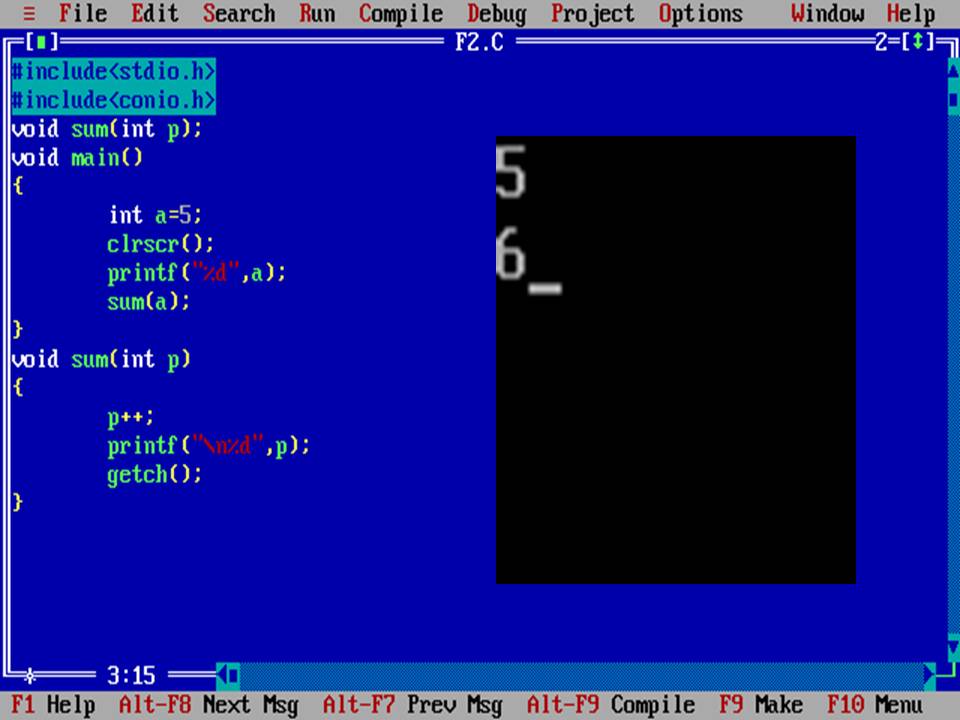 ≡ File Edit Search Run Compile Debug Project Options Window Help
[■] F2.C 2=[↕]
#include<stdio.h>
#include<conio.h>
void sum(int p);
void main()
{
int a=5;
clrscr();
printf("%d",a);
sum(a);
}
void sum(int p)
{
p++;
printf("\n%d",p);
getch();
}
5
6_
3:15
F1 Help Alt-F8 Next Msg Alt-F7 Prev Msg Alt-F9 Compile F9 Make F10 Menu